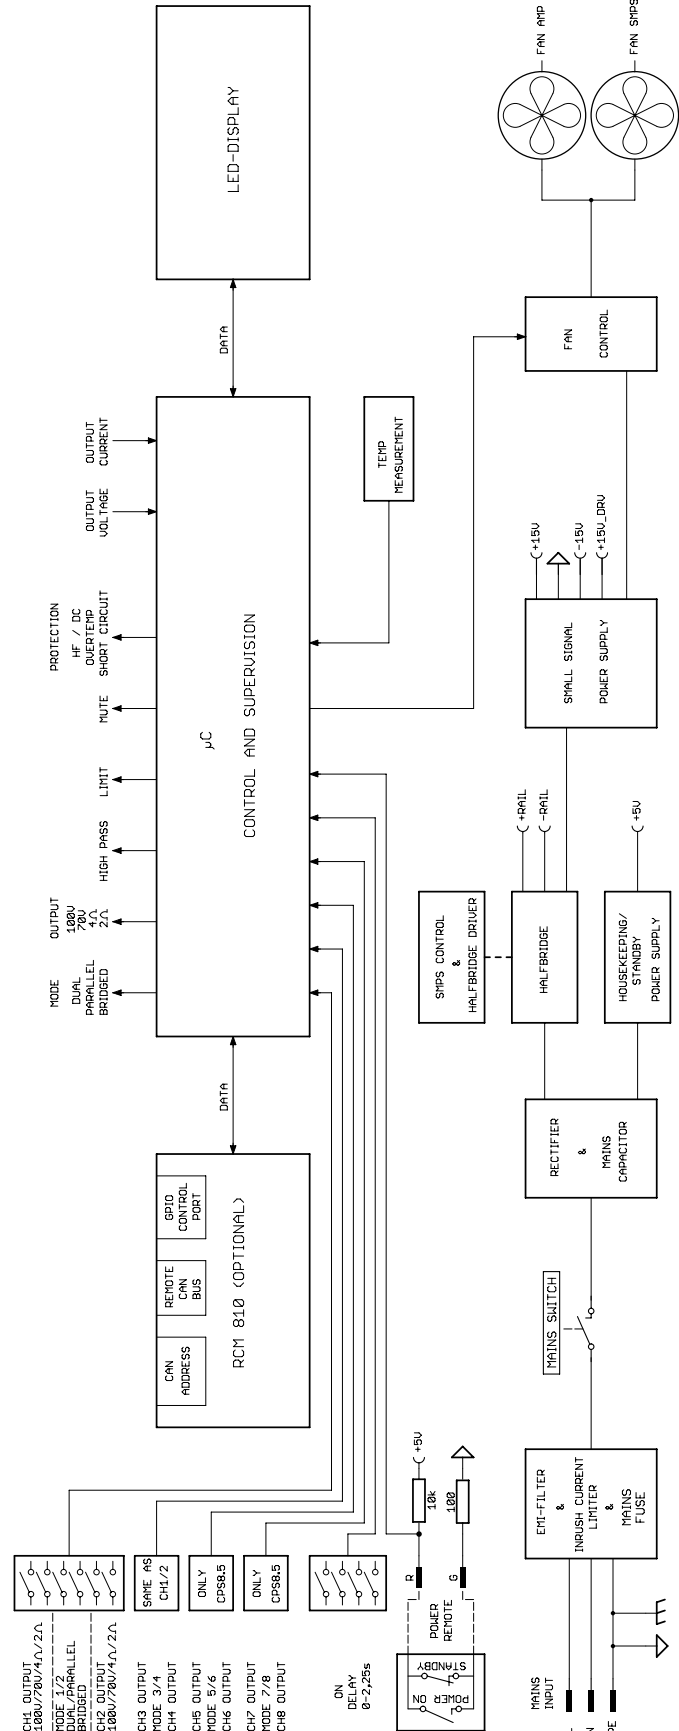 FAN AMP
FAN SMPS
LED-DISPLAY
DATA
FAN
CONTROL
OUTPUT
CURRENT
OUTPUT
VOLTAGE
PROTECTION
HF / DC
OVERTEMP
SHORT CIRCUIT
MUTE
LIMIT
HIGH PASS
OUTPUT
100V
70V
4Ω
2Ω
MODE
DUAL
PARALLEL
BRIDGED
µC
CONTROL AND SUPERVISION
TEMP
MEASUREMENT
+15V
-15V
+15V_DRV
SMALL SIGNAL
POWER SUPPLY
+RAIL
-RAIL
+5V
SMPS CONTROL
&
HALFBRIDGE DRIVER
HALFBRIDGE
HOUSEKEEPING/
STANDBY
POWER SUPPLY
DATA
GPIO
CONTROL
PORT
REMOTE
CAN
BUS
CAN
ADDRESS
RCM 810 (OPTIONAL)
RECTIFIER
&
MAINS
CAPACITOR
MAINS SWITCH
EMI-FILTER
&
INRUSH CURRENT
LIMITER
&
MAINS
FUSE
+5V
10k
100
R
G
POWER
REMOTE
POWER ON
STANDBY
SAME AS
CH1/2
ONLY
CPS8.5
ONLY
CPS8.5
CH1 OUTPUT
100V/70V/4Ω/2Ω
MODE 1/2
DUAL/PARALLEL
BRIDGED
CH2 OUTPUT
100V/70V/4Ω/2Ω
CH3 OUTPUT
MODE 3/4
CH4 OUTPUT
CH5 OUTPUT
MODE 5/6
CH6 OUTPUT
CH7 OUTPUT
MODE 7/8
CH8 OUTPUT
ON
DELAY
0-2,25s
MAINS
INPUT
N
PE